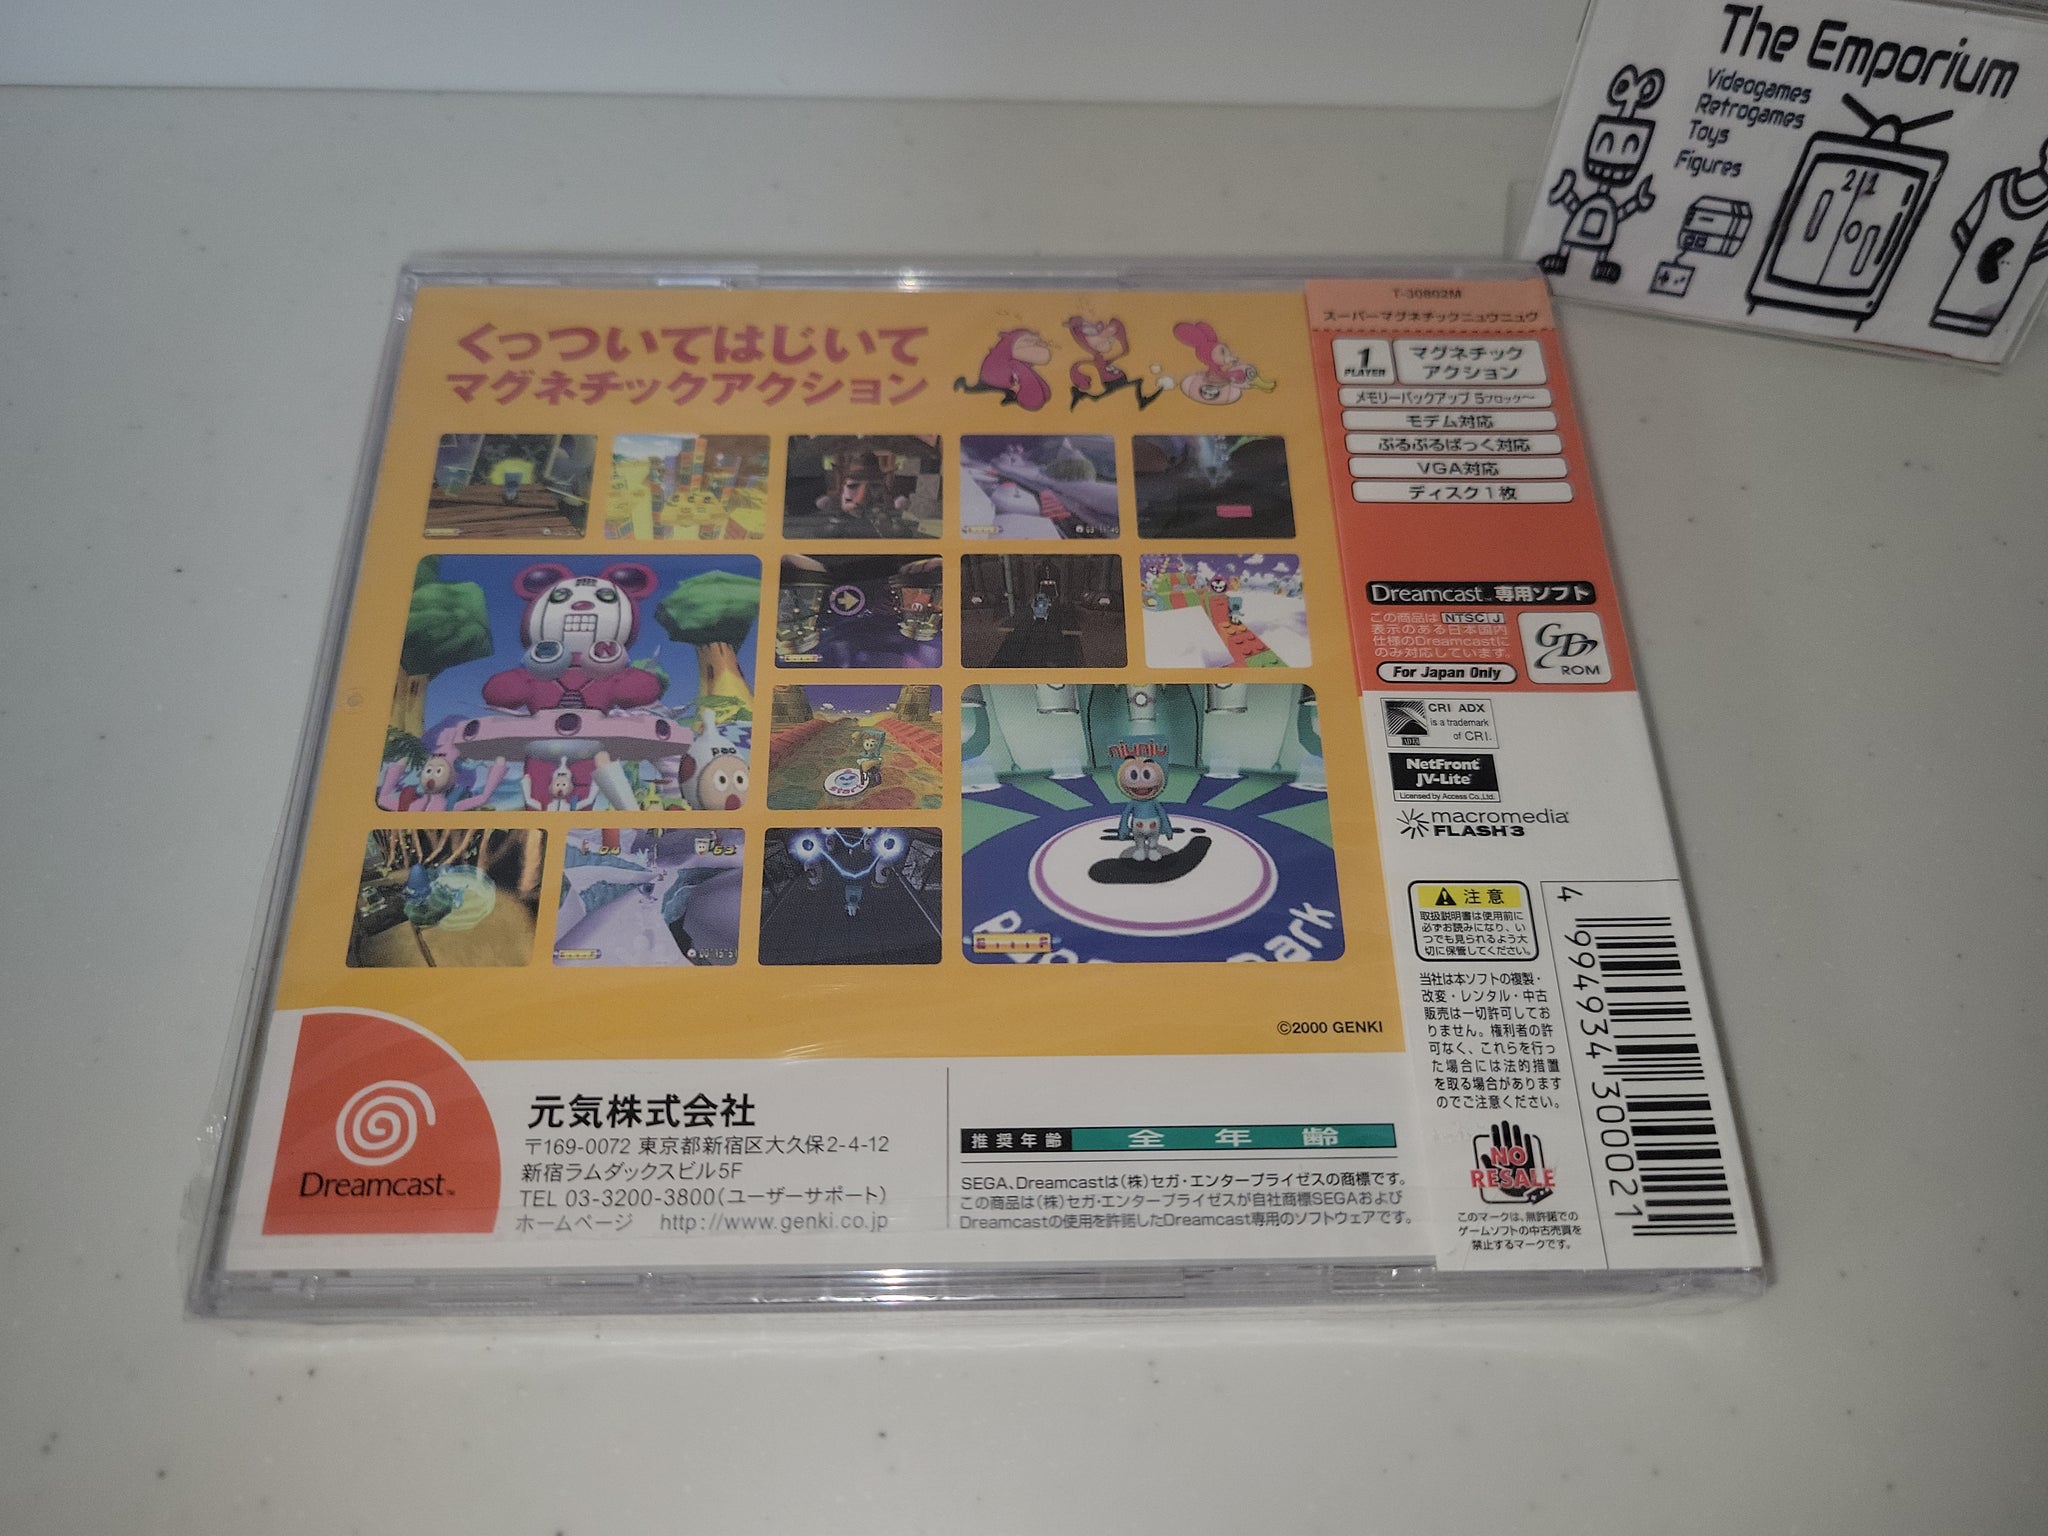 The Emporium
Videogames
Retrogames
Toys
Figures
くっついてはじいて
マグネチックアクション
T-30802M
スーパーマグネチックニュウニュウ
1
PLAYER
マグネチック
アクション
メモリーバックアップ 5ブロック〜
モデム対応
ぷるぷるぱっく対応
VGA対応
ディスク1枚
Dreamcast™専用ソフト
この商品は NTSC J
表示のある日本国内
仕様のDreamcastに
のみ対応しています。
For Japan Only
GD
ROM
CRI ADX
is a trademark
of CRI.
ADX
NetFront
JV-Lite
Licensed by Access Co.,Ltd.
macromedia
FLASH 3
start
niuniu
©2000 GENKI
注意
取扱説明書は使用前に
必ずお読みになり、い
つでも見られるよう大
切に保管してください。
当社は本ソフトの複製・
改変・レンタル・中古
販売は一切許可してお
りません。権利者の許
可なく、これらを行っ
た場合には法的措置
を取る場合があります
のでご注意ください。
NO
RESALE
このマークは、無許諾での
ゲームソフトの中古売買を
禁止するマークです。
4 994934 300021
Dreamcast™
元気株式会社
〒169-0072 東京都新宿区大久保2-4-12
新宿ラムダックスビル5F
TEL 03-3200-3800(ユーザーサポート)
ホームページ http://www.genki.co.jp
推奨年齢 全年齢
SEGA、Dreamcastは(株)セガ・エンタープライゼスの商標です。
この商品は(株)セガ・エンタープライゼスが自社商標SEGAおよび
Dreamcastの使用を許諾したDreamcast専用のソフトウェアです。